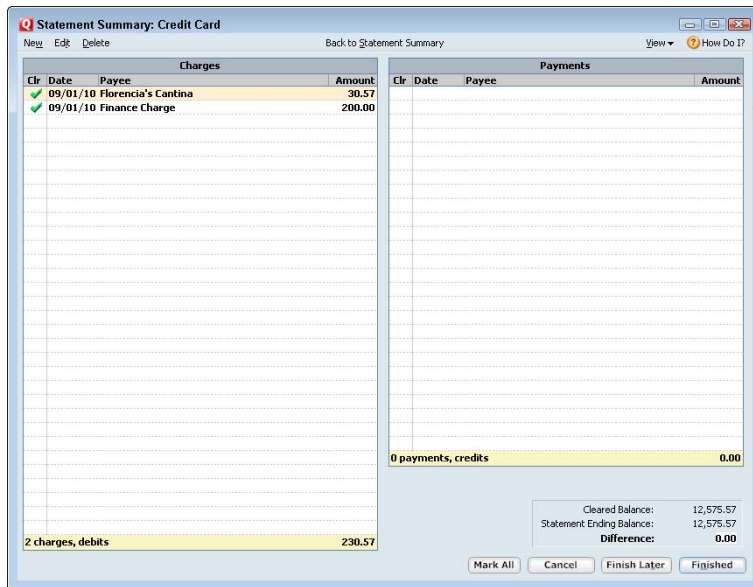 Q Statement Summary: Credit Card
New Edit Delete Back to Statement Summary View How Do I?
Charges
Clr Date Payee Amount
09/01/10 Florencia's Cantina 30.57
09/01/10 Finance Charge 200.00
2 charges, debits 230.57
Payments
Clr Date Payee Amount
0 payments, credits 0.00
Cleared Balance: 12,575.57
Statement Ending Balance: 12,575.57
Difference: 0.00
Mark All Cancel Finish Later Finished